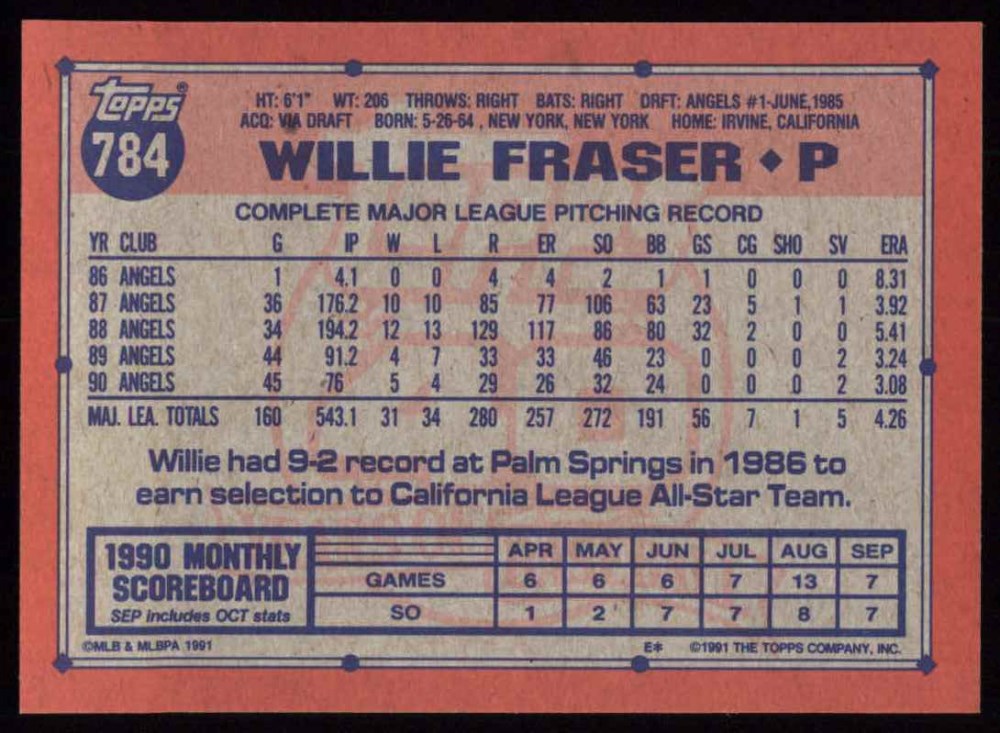 Topps®
784
HT: 6'1" WT: 206 THROWS: RIGHT BATS: RIGHT DRFT: ANGELS #1-JUNE,1985
ACQ: VIA DRAFT BORN: 5-26-64 , NEW YORK, NEW YORK HOME: IRVINE, CALIFORNIA
WILLIE FRASER ♦ P
COMPLETE MAJOR LEAGUE PITCHING RECORD
YR CLUB G IP W L R ER SO BB GS CG SHO SV ERA
86 ANGELS 1 4.1 0 0 4 4 2 1 1 0 0 0 8.31
87 ANGELS 36 176.2 10 10 85 77 106 63 23 5 1 1 3.92
88 ANGELS 34 194.2 12 13 129 117 86 80 32 2 0 0 5.41
89 ANGELS 44 91.2 4 7 33 33 46 23 0 0 0 2 3.24
90 ANGELS 45 76 5 4 29 26 32 24 0 0 0 2 3.08
MAJ. LEA. TOTALS 160 543.1 31 34 280 257 272 191 56 7 1 5 4.26
Willie had 9-2 record at Palm Springs in 1986 to
earn selection to California League All-Star Team.
1990 MONTHLY
SCOREBOARD
SEP includes OCT stats
APR MAY JUN JUL AUG SEP
GAMES 6 6 6 7 13 7
SO 1 2 7 7 8 7
©MLB & MLBPA 1991 E* ©1991 THE TOPPS COMPANY, INC.